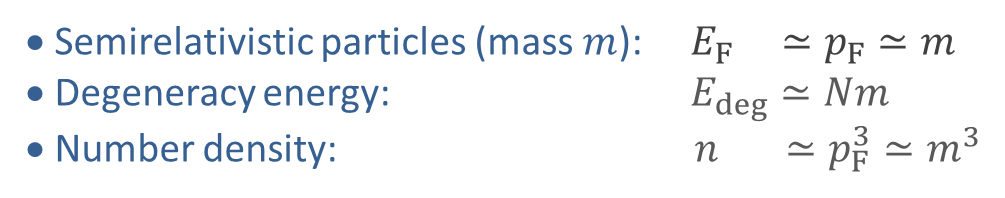 • Semirelativistic particles (mass 𝑚): 𝐸_F ≃ 𝑝_F ≃ 𝑚
• Degeneracy energy: 𝐸_deg ≃ 𝑁𝑚
• Number density: 𝑛 ≃ 𝑝_F^3 ≃ 𝑚^3